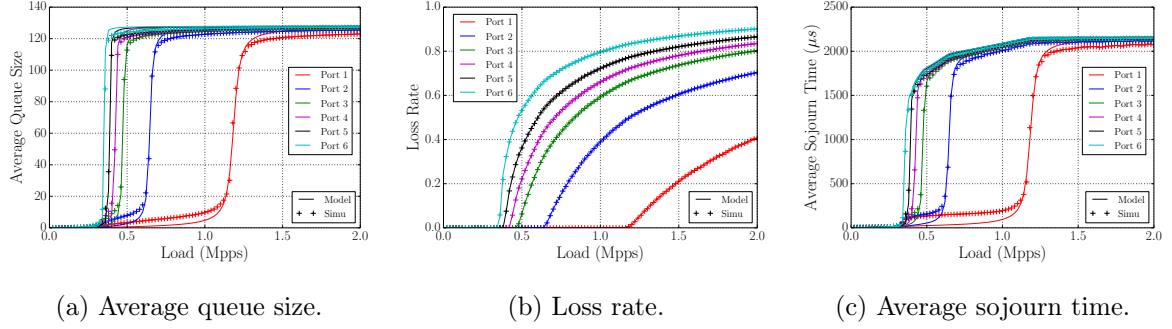 140
120
100
80
60
40
20
0
Average Queue Size
0.0 0.5 1.0 1.5 2.0
Load (Mpps)
Port 1
Port 2
Port 3
Port 4
Port 5
Port 6
Model
Simu
(a) Average queue size.
1.0
0.8
0.6
0.4
0.2
0.0
Loss Rate
0.0 0.5 1.0 1.5 2.0
Load (Mpps)
Port 1
Port 2
Port 3
Port 4
Port 5
Port 6
Model
Simu
(b) Loss rate.
2500
2000
1500
1000
500
0
Average Sojourn Time (μs)
0.0 0.5 1.0 1.5 2.0
Load (Mpps)
Port 1
Port 2
Port 3
Port 4
Port 5
Port 6
Model
Simu
(c) Average sojourn time.